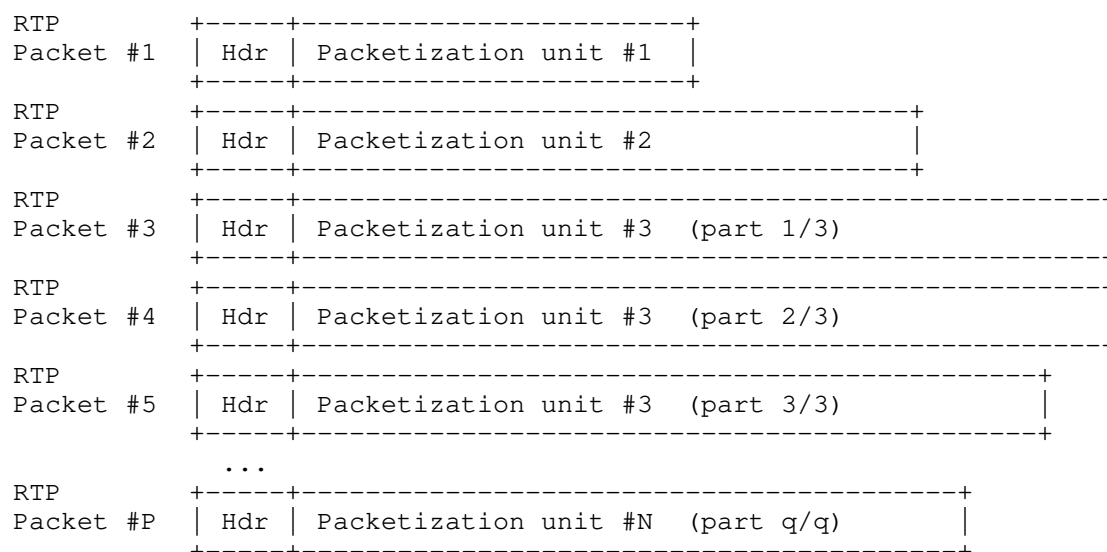 RTP +-----+------------------------+
Packet #1 | Hdr | Packetization unit #1 |
+-----+------------------------+
RTP +-----+--------------------------------------+
Packet #2 | Hdr | Packetization unit #2 |
+-----+--------------------------------------+
RTP +-----+---------------------------------------------------
Packet #3 | Hdr | Packetization unit #3 (part 1/3)
+-----+---------------------------------------------------
RTP +-----+---------------------------------------------------
Packet #4 | Hdr | Packetization unit #3 (part 2/3)
+-----+---------------------------------------------------
RTP +-----+----------------------------------------------+
Packet #5 | Hdr | Packetization unit #3 (part 3/3) |
+-----+----------------------------------------------+
...
RTP +-----+-----------------------------------------+
Packet #P | Hdr | Packetization unit #N (part q/q) |
+-----+-----------------------------------------+